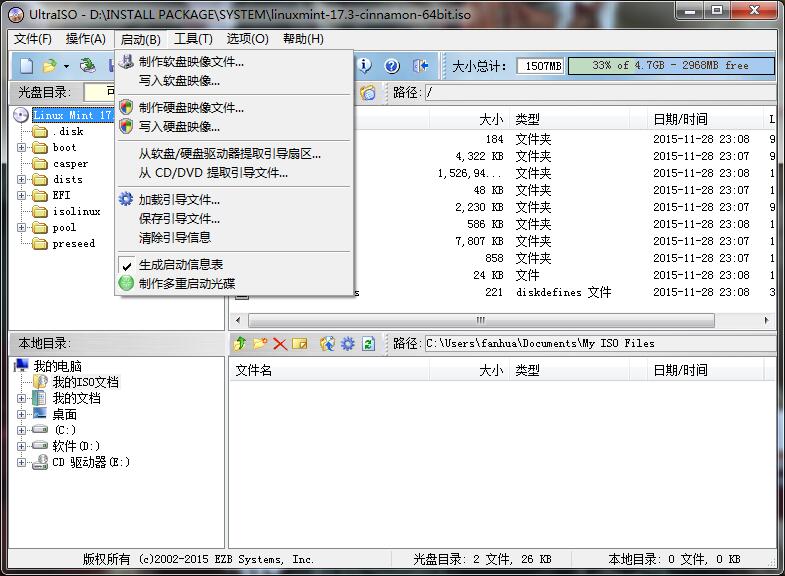 UltraISO - D:\INSTALL PACKAGE\SYSTEM\linuxmint-17.3-cinnamon-64bit.iso
文件(F) 操作(A) 启动(B) 工具(T) 选项(O) 帮助(H)
大小总计: 1507MB 33% of 4.7GB - 2968MB free
制作软盘映像文件...
写入软盘映像...
制作硬盘映像文件...
写入硬盘映像...
从软盘/硬盘驱动器提取引导扇区...
从 CD/DVD 提取引导文件...
加载引导文件...
保存引导文件...
清除引导信息
生成启动信息表
制作多重启动光碟
光盘目录: 路径: /
Linux Mint 17.
.disk
boot
casper
dists
EFI
isolinux
pool
preseed
大小 类型 日期/时间 L
184 文件夹 2015-11-28 23:08 9
4,322 KB 文件夹 2015-11-28 23:07 1
1,526,94... 文件夹 2015-11-28 23:08 1
48 KB 文件夹 2015-11-28 23:07 9
2,230 KB 文件夹 2015-11-28 23:07 9
586 KB 文件夹 2015-11-28 23:08 1
7,807 KB 文件夹 2015-11-28 23:07 1
858 文件夹 2015-11-28 23:07 1
24 KB 文件 2015-11-28 23:08 1
s 221 diskdefines 文件 2015-11-28 23:08 3
本地目录: 路径: C:\Users\fanhua\Documents\My ISO Files
我的电脑
我的ISO文档
我的文档
桌面
(C:)
软件(D:)
CD 驱动器(E:)
文件名 大小 类型 日期/时间
版权所有 (c)2002-2015 EZB Systems, Inc. 光盘目录: 2 文件, 26 KB 本地目录: 0 文件, 0 KB